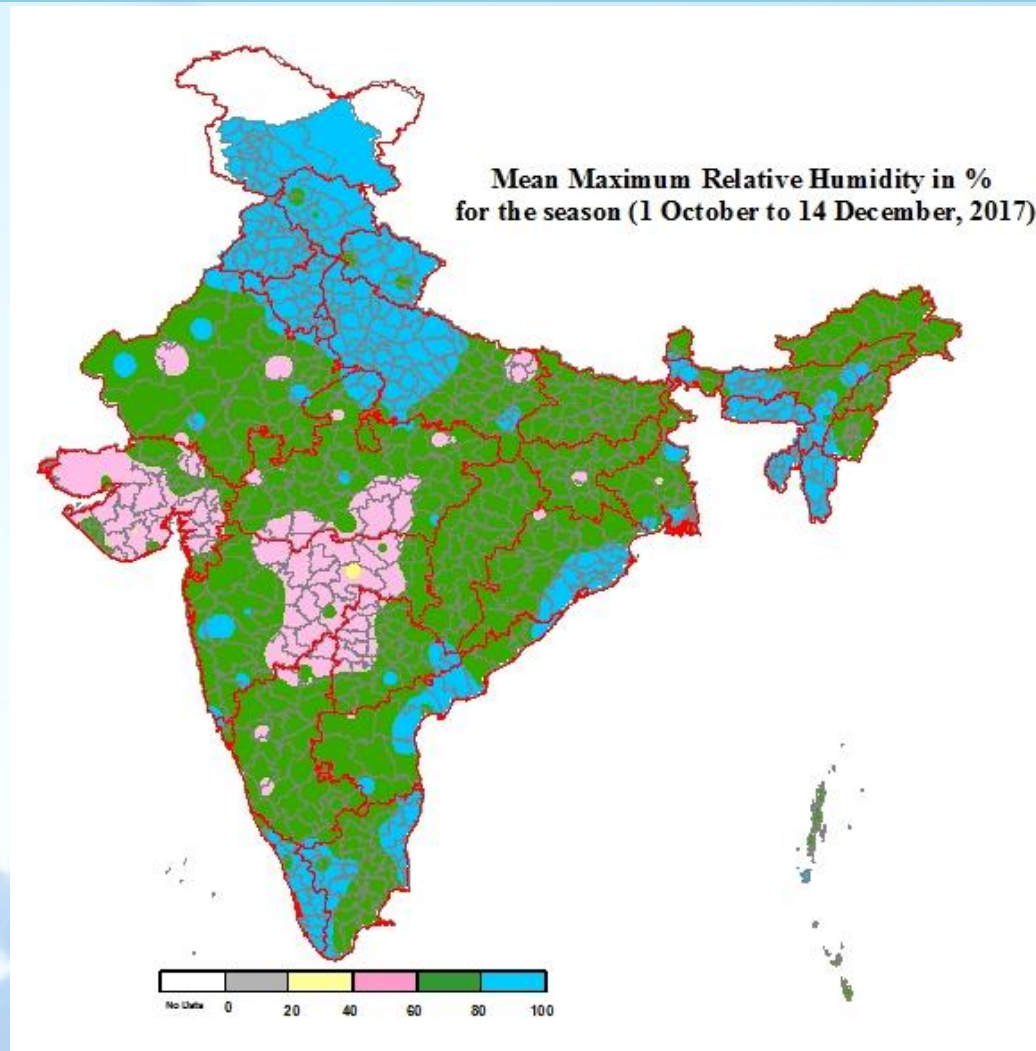 Mean Maximum Relative Humidity in %
for the season (1 October to 14 December, 2017)
No Data 0 20 40 60 80 100